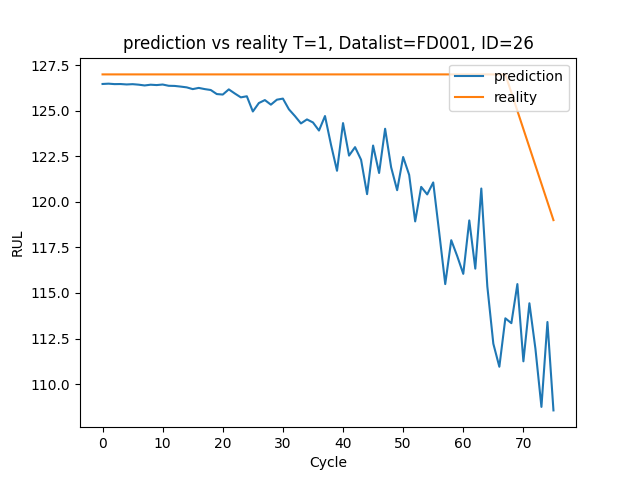 prediction vs reality T=1, Datalist=FD001, ID=26
127.5
125.0
122.5
120.0
117.5
115.0
112.5
110.0
RUL
prediction
reality
0 10 20 30 40 50 60 70
Cycle